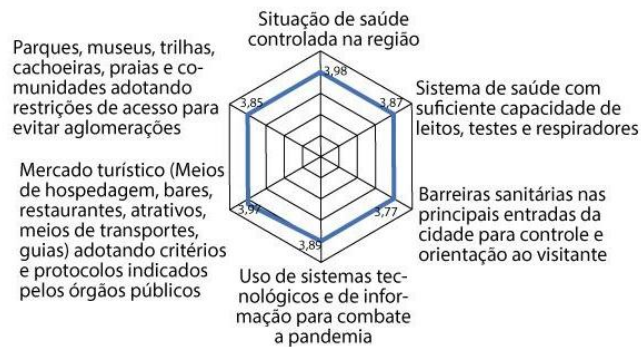 Situação de saúde
controlada na região
3,98
Parques, museus, trilhas,
cachoeiras, praias e co-
munidades adotando
restrições de acesso para
evitar aglomerações
3,85
3,87
Sistema de saúde com
suficiente capacidade de
leitos, testes e respiradores
Mercado turístico (Meios
de hospedagem, bares,
restaurantes, atrativos,
meios de transportes,
guias) adotando critérios
e protocolos indicados
pelos órgãos públicos
3,97
3,77
Barreiras sanitárias nas
principais entradas da
cidade para controle e
orientação ao visitante
3,89
Uso de sistemas tec-
nológicos e de infor-
mação para combate
a pandemia